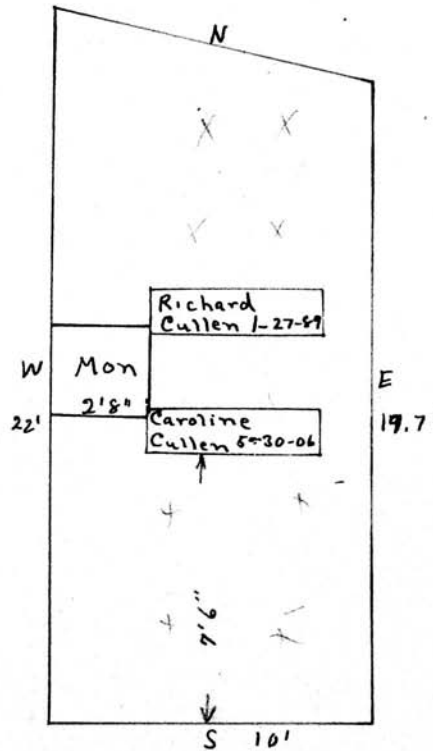 N
Richard
Cullen 1-27-89
W
Mon
E
22'
2'8"
19.7
Caroline
Cullen 5-30-06
7'6"
S 10'